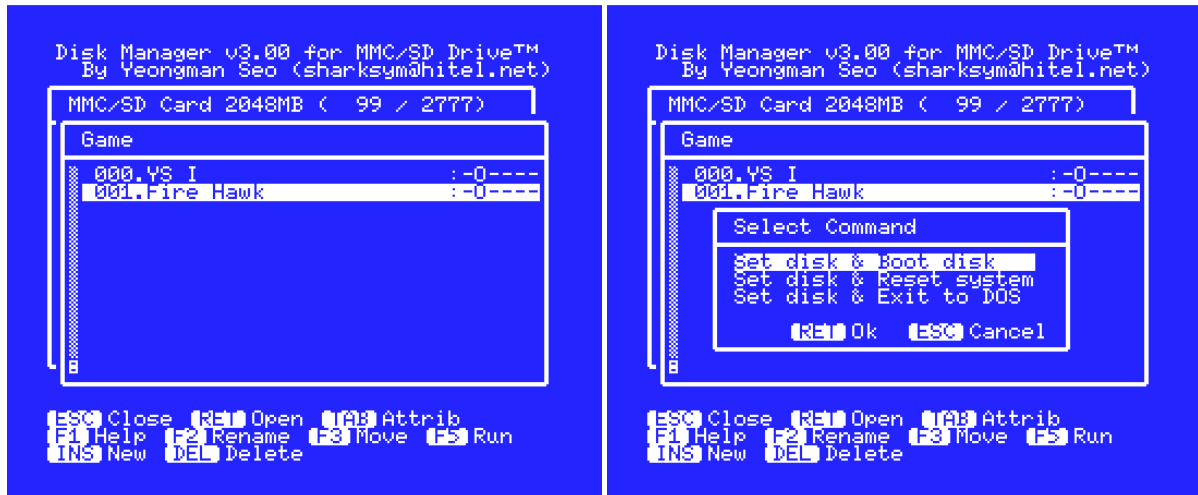 Disk Manager v3.00 for MMC/SD Drive™
By Yeongman Seo (sharksym@hitel.net)
MMC/SD Card 2048MB (  99 / 2777)
Game
000.YS I :-O----
001.Fire Hawk :-O----
ESC Close RET Open TAB Attrib
F1 Help F2 Rename F3 Move F5 Run
INS New DEL Delete
Disk Manager v3.00 for MMC/SD Drive™
By Yeongman Seo (sharksym@hitel.net)
MMC/SD Card 2048MB (  99 / 2777)
Game
000.YS I :-O----
001.Fire Hawk :-O----
Select Command
Set disk & Boot disk
Set disk & Reset system
Set disk & Exit to DOS
RET Ok ESC Cancel
ESC Close RET Open TAB Attrib
F1 Help F2 Rename F3 Move F5 Run
INS New DEL Delete